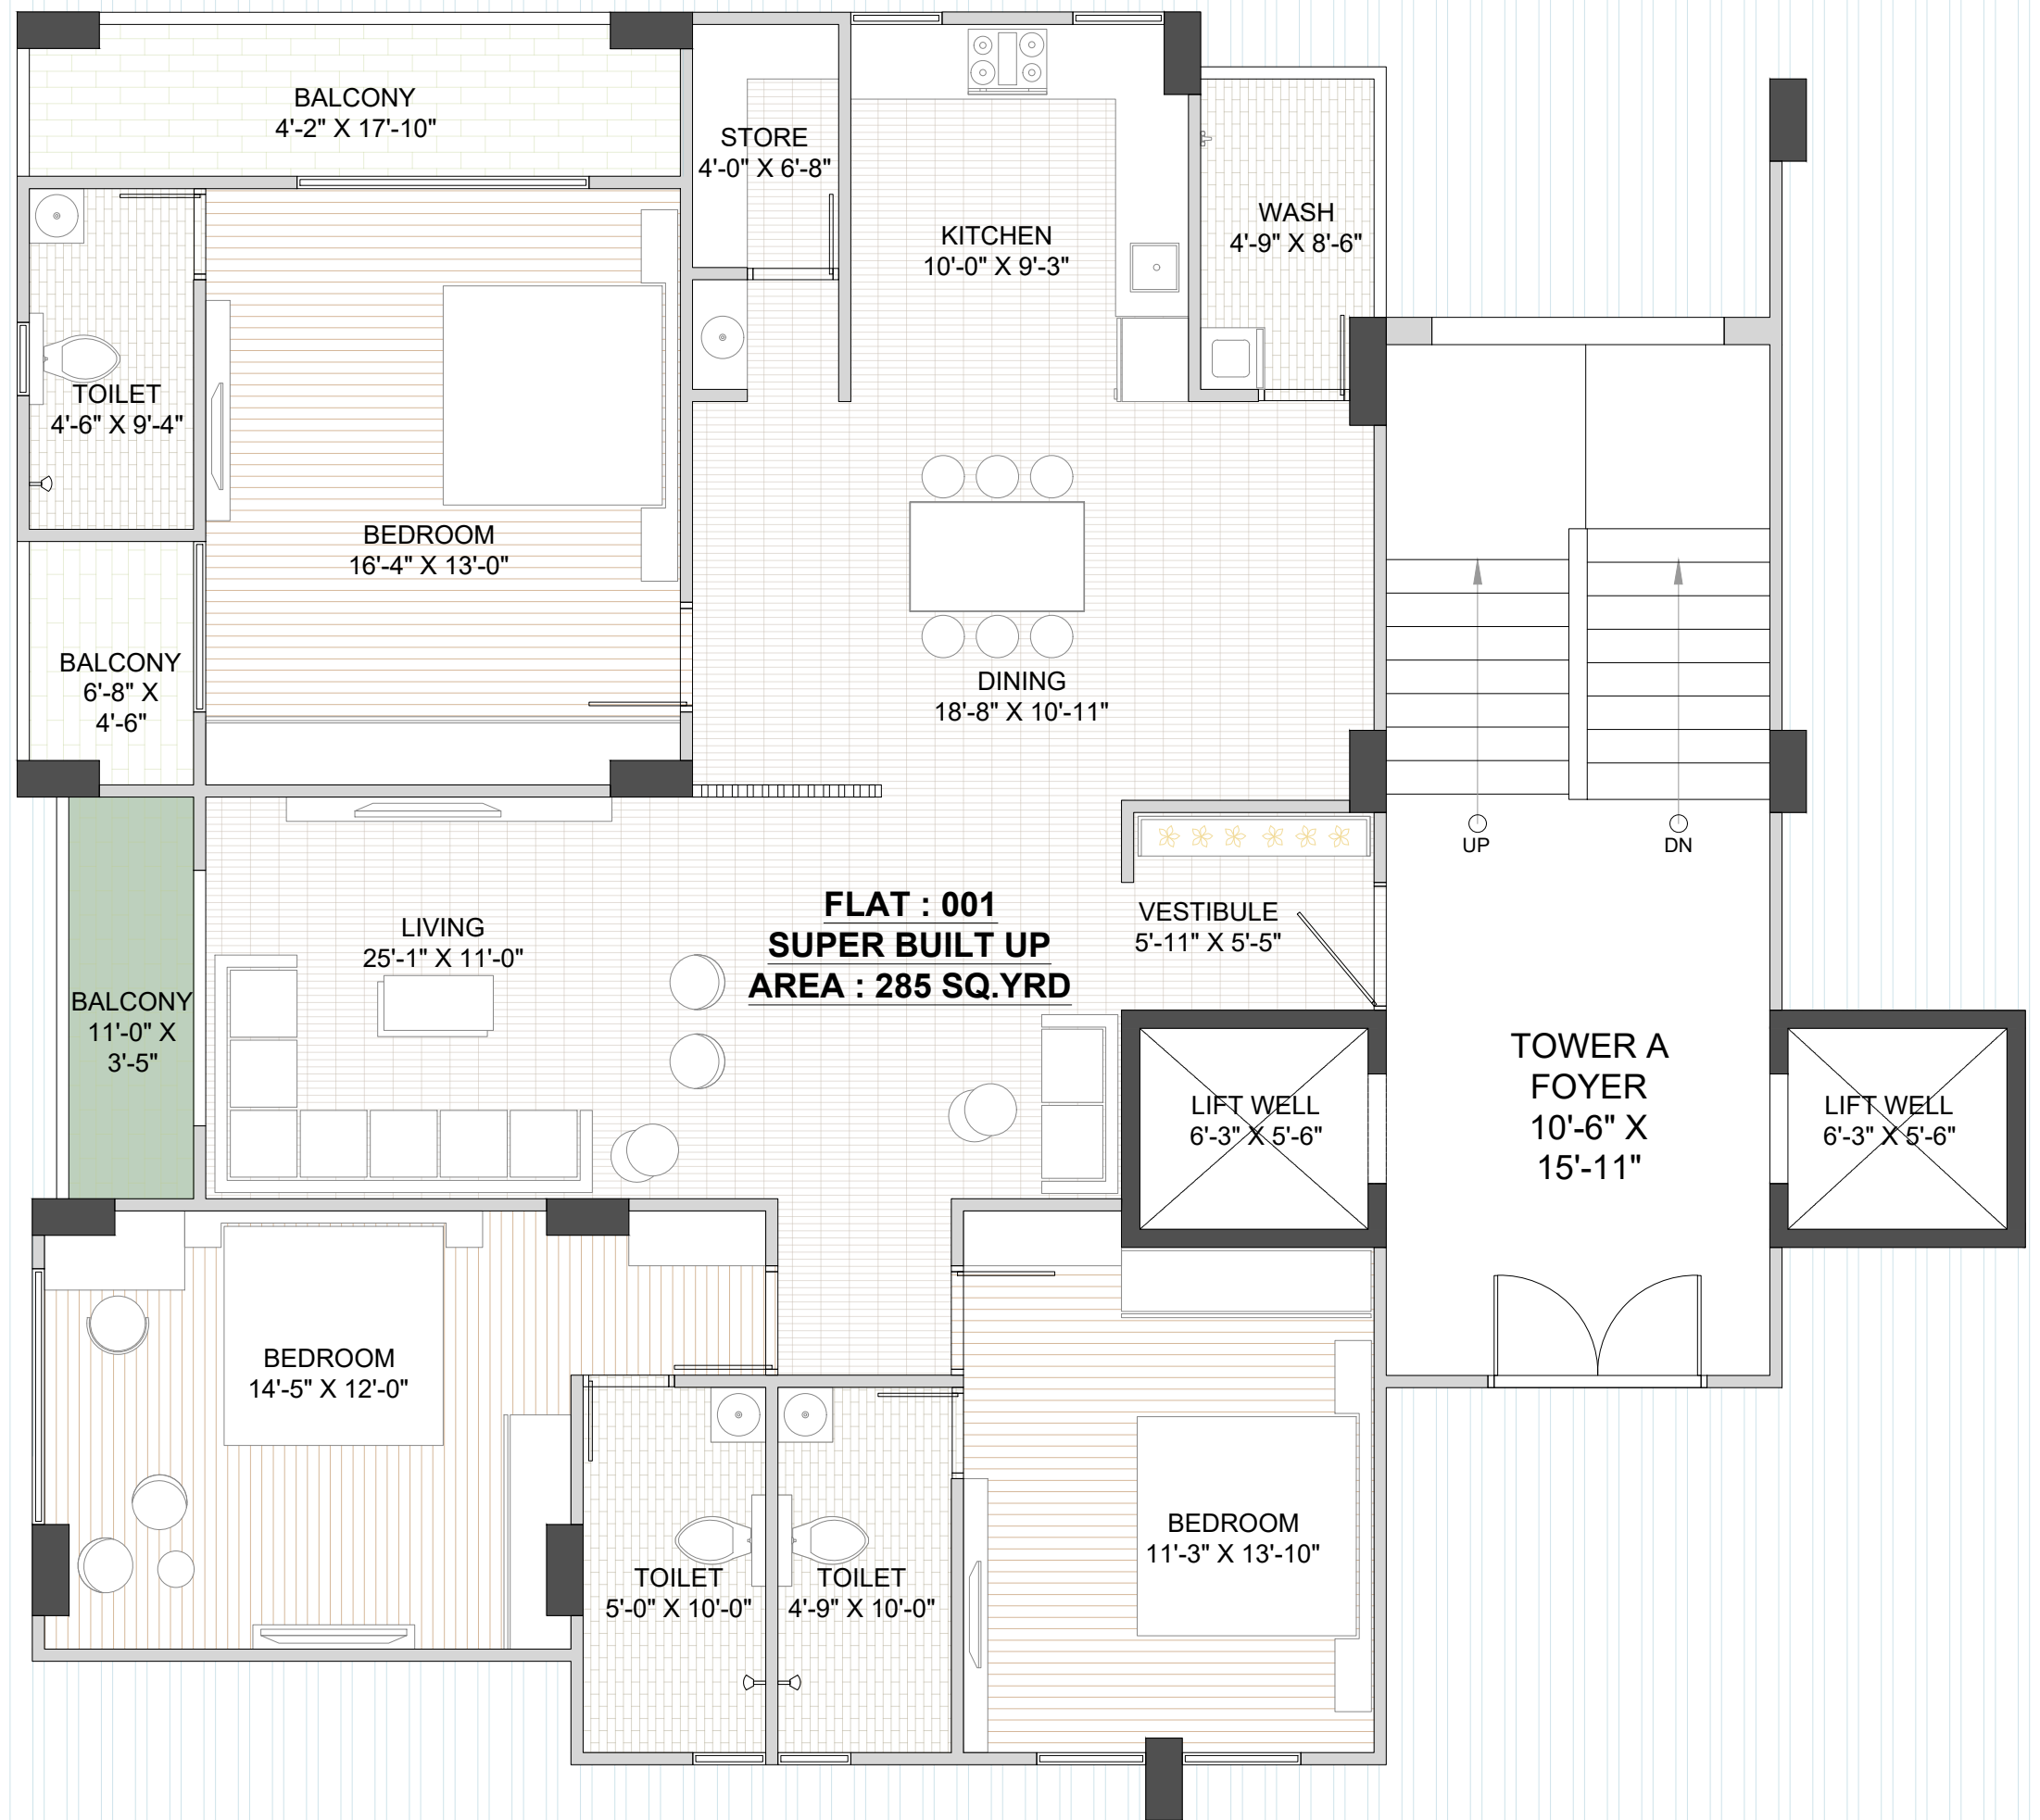 BALCONY
4'-2" X 17'-10"
STORE
4'-0" X 6'-8"
KITCHEN
10'-0" X 9'-3"
WASH
4'-9" X 8'-6"
TOILET
4'-6" X 9'-4"
BEDROOM
16'-4" X 13'-0"
BALCONY
6'-8" X
4'-6"
DINING
18'-8" X 10'-11"
UP
DN
LIVING
25'-1" X 11'-0"
FLAT : 001
SUPER BUILT UP
AREA : 285 SQ.YRD
VESTIBULE
5'-11" X 5'-5"
BALCONY
11'-0" X
3'-5"
LIFT WELL
6'-3" X 5'-6"
TOWER A
FOYER
10'-6" X
15'-11"
LIFT WELL
6'-3" X 5'-6"
BEDROOM
14'-5" X 12'-0"
TOILET
5'-0" X 10'-0"
TOILET
4'-9" X 10'-0"
BEDROOM
11'-3" X 13'-10"